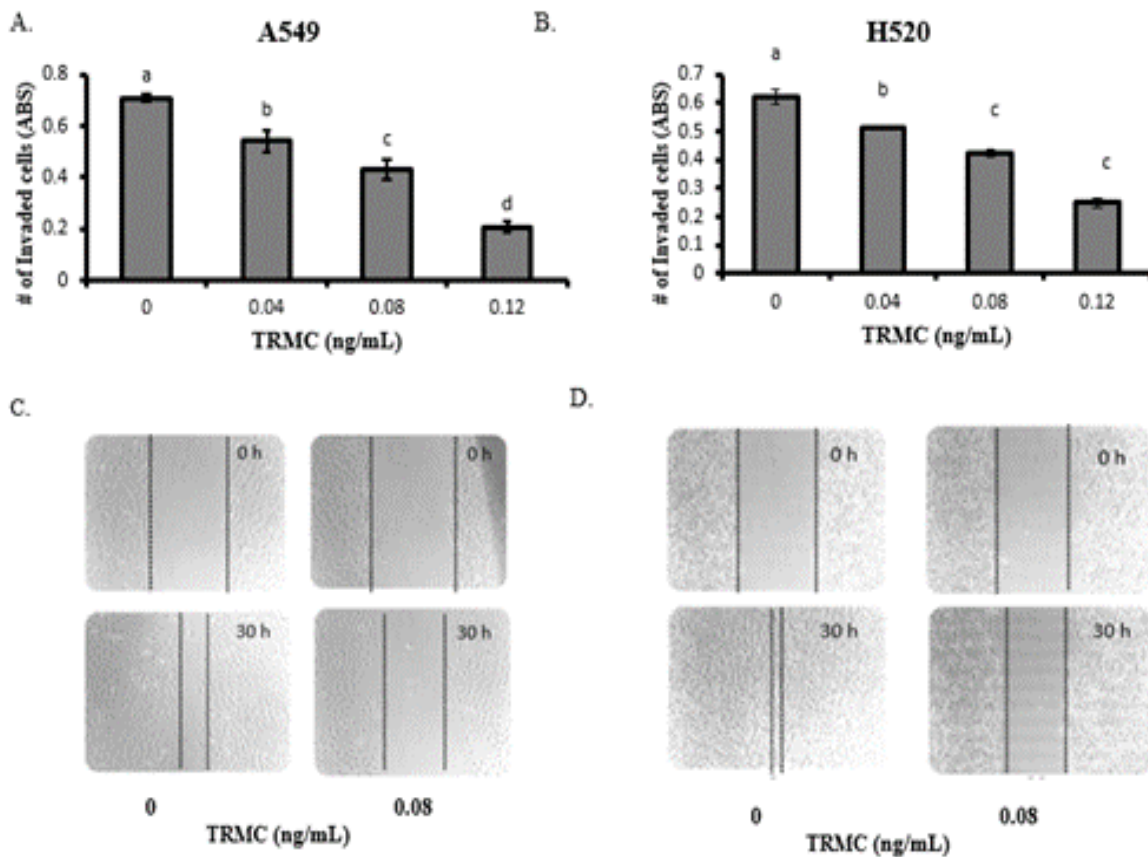 A.
A549
# of Invaded cells (ABS)
0.8
0.6
0.4
0.2
0
a
b
c
d
0
0.04
0.08
0.12
TRMC (ng/mL)
B.
H520
# of Invaded cells (ABS)
0.7
0.6
0.5
0.4
0.3
0.2
0.1
0
a
b
c
c
0
0.04
0.08
0.12
TRMC (ng/mL)
C.
0 h
0 h
30 h
30 h
0
0.08
TRMC (ng/mL)
D.
0 h
0 h
30 h
30 h
0
0.08
TRMC (ng/mL)